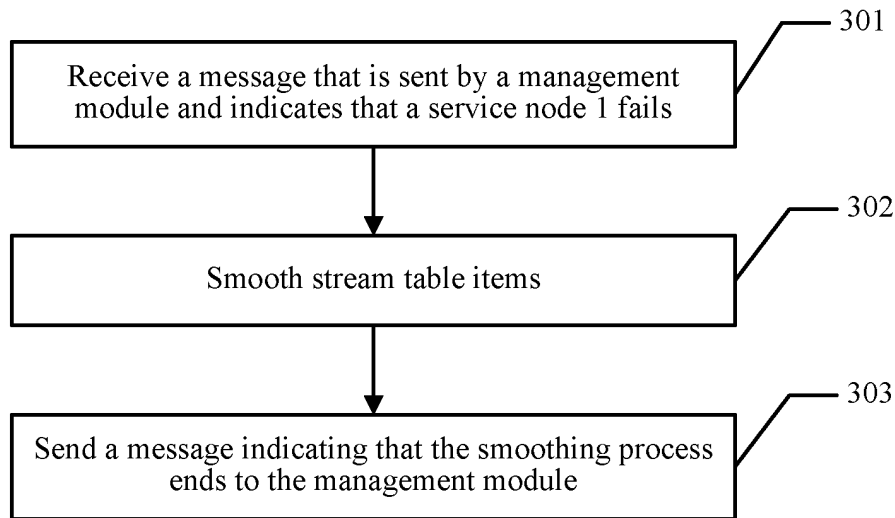 301
Receive a message that is sent by a management
module and indicates that a service node 1 fails
302
Smooth stream table items
303
Send a message indicating that the smoothing process
ends to the management module